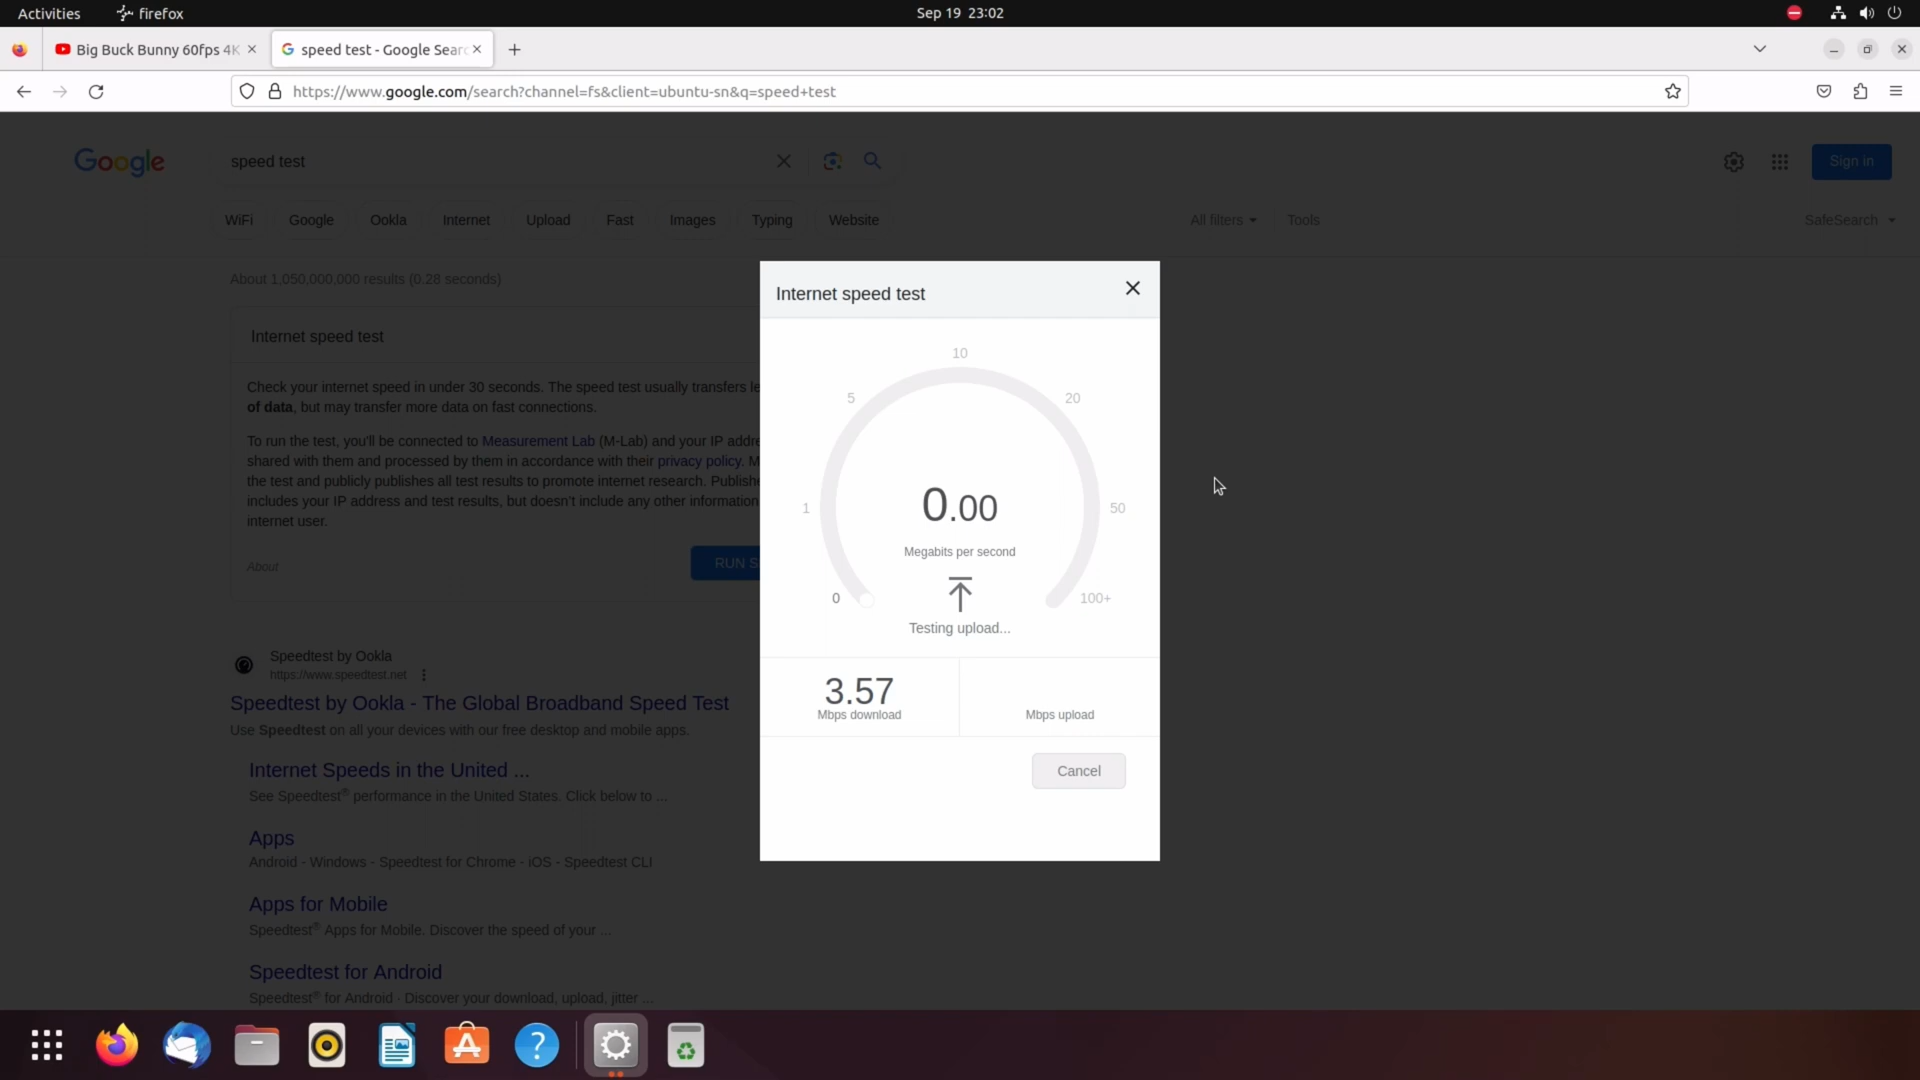 Activities
firefox
Sep 19 23:02
Big Buck Bunny 60fps 4K
speed test - Google Sear
https://www.google.com/search?channel=fs&client=ubuntu-sn&q=speed+test
Google
speed test
Sign in
WiFi
Google
Ookla
Internet
Upload
Fast
Images
Typing
Website
All filters
Tools
SafeSearch
About 1,050,000,000 results (0.28 seconds)
Internet speed test
Check your internet speed in under 30 seconds. The speed test usually transfers le
of data, but may transfer more data on fast connections.
To run the test, you'll be connected to Measurement Lab (M-Lab) and your IP addre
shared with them and processed by them in accordance with their privacy policy. M
the test and publicly publishes all test results to promote internet research. Publishe
includes your IP address and test results, but doesn't include any other information
internet user.
About
RUN S
Speedtest by Ookla
https://www.speedtest.net
Speedtest by Ookla - The Global Broadband Speed Test
Use Speedtest on all your devices with our free desktop and mobile apps.
Internet Speeds in the United ...
See Speedtest® performance in the United States. Click below to ...
Apps
Android - Windows - Speedtest for Chrome - iOS - Speedtest CLI
Apps for Mobile
Speedtest® Apps for Mobile. Discover the speed of your ...
Speedtest for Android
Speedtest® for Android · Discover your download, upload, jitter ...
Internet speed test
10
5
20
1
50
0
100+
0.00
Megabits per second
Testing upload...
3.57
Mbps download
Mbps upload
Cancel